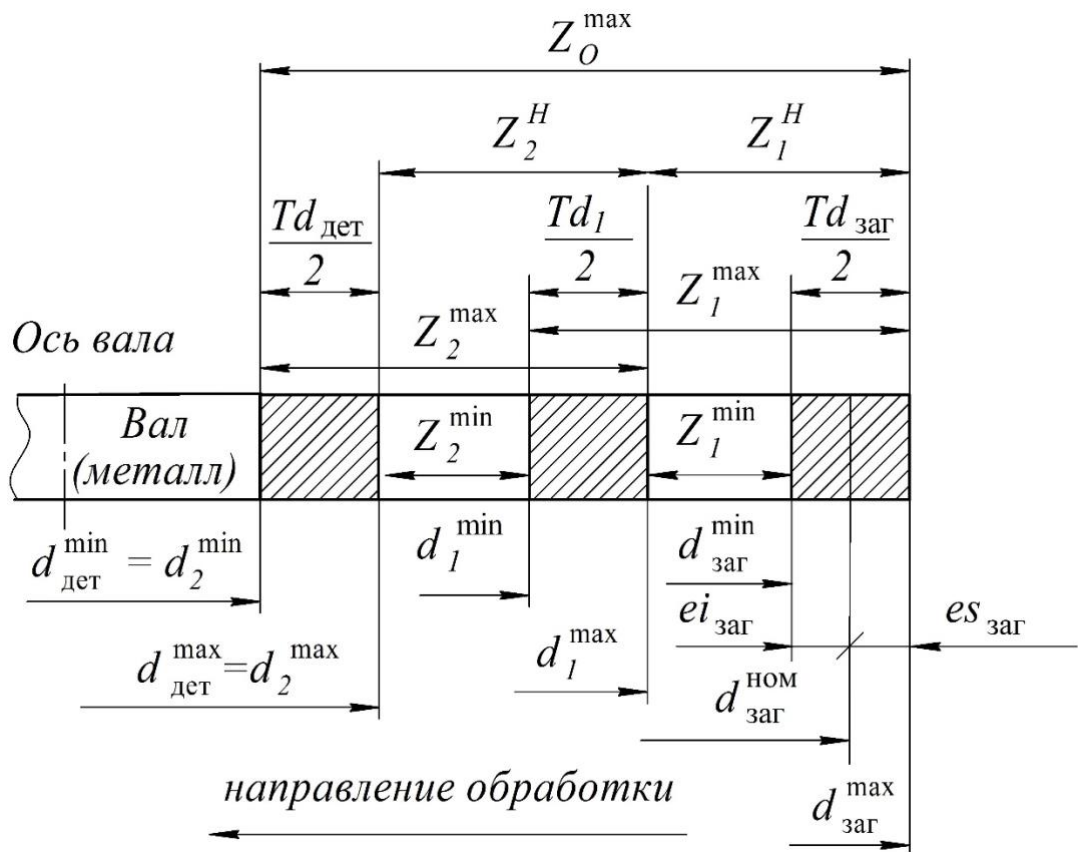 Z_O^max
Z_2^H Z_1^H
Td_дет/2 Td_1/2 Td_заг/2
Z_1^max
Z_2^max
Ось вала
Вал
(металл)
Z_2^min Z_1^min
d_дет^min = d_2^min
d_1^min
d_заг^min
ei_заг es_заг
d_дет^max = d_2^max
d_1^max
d_заг^ном
направление обработки
d_заг^max